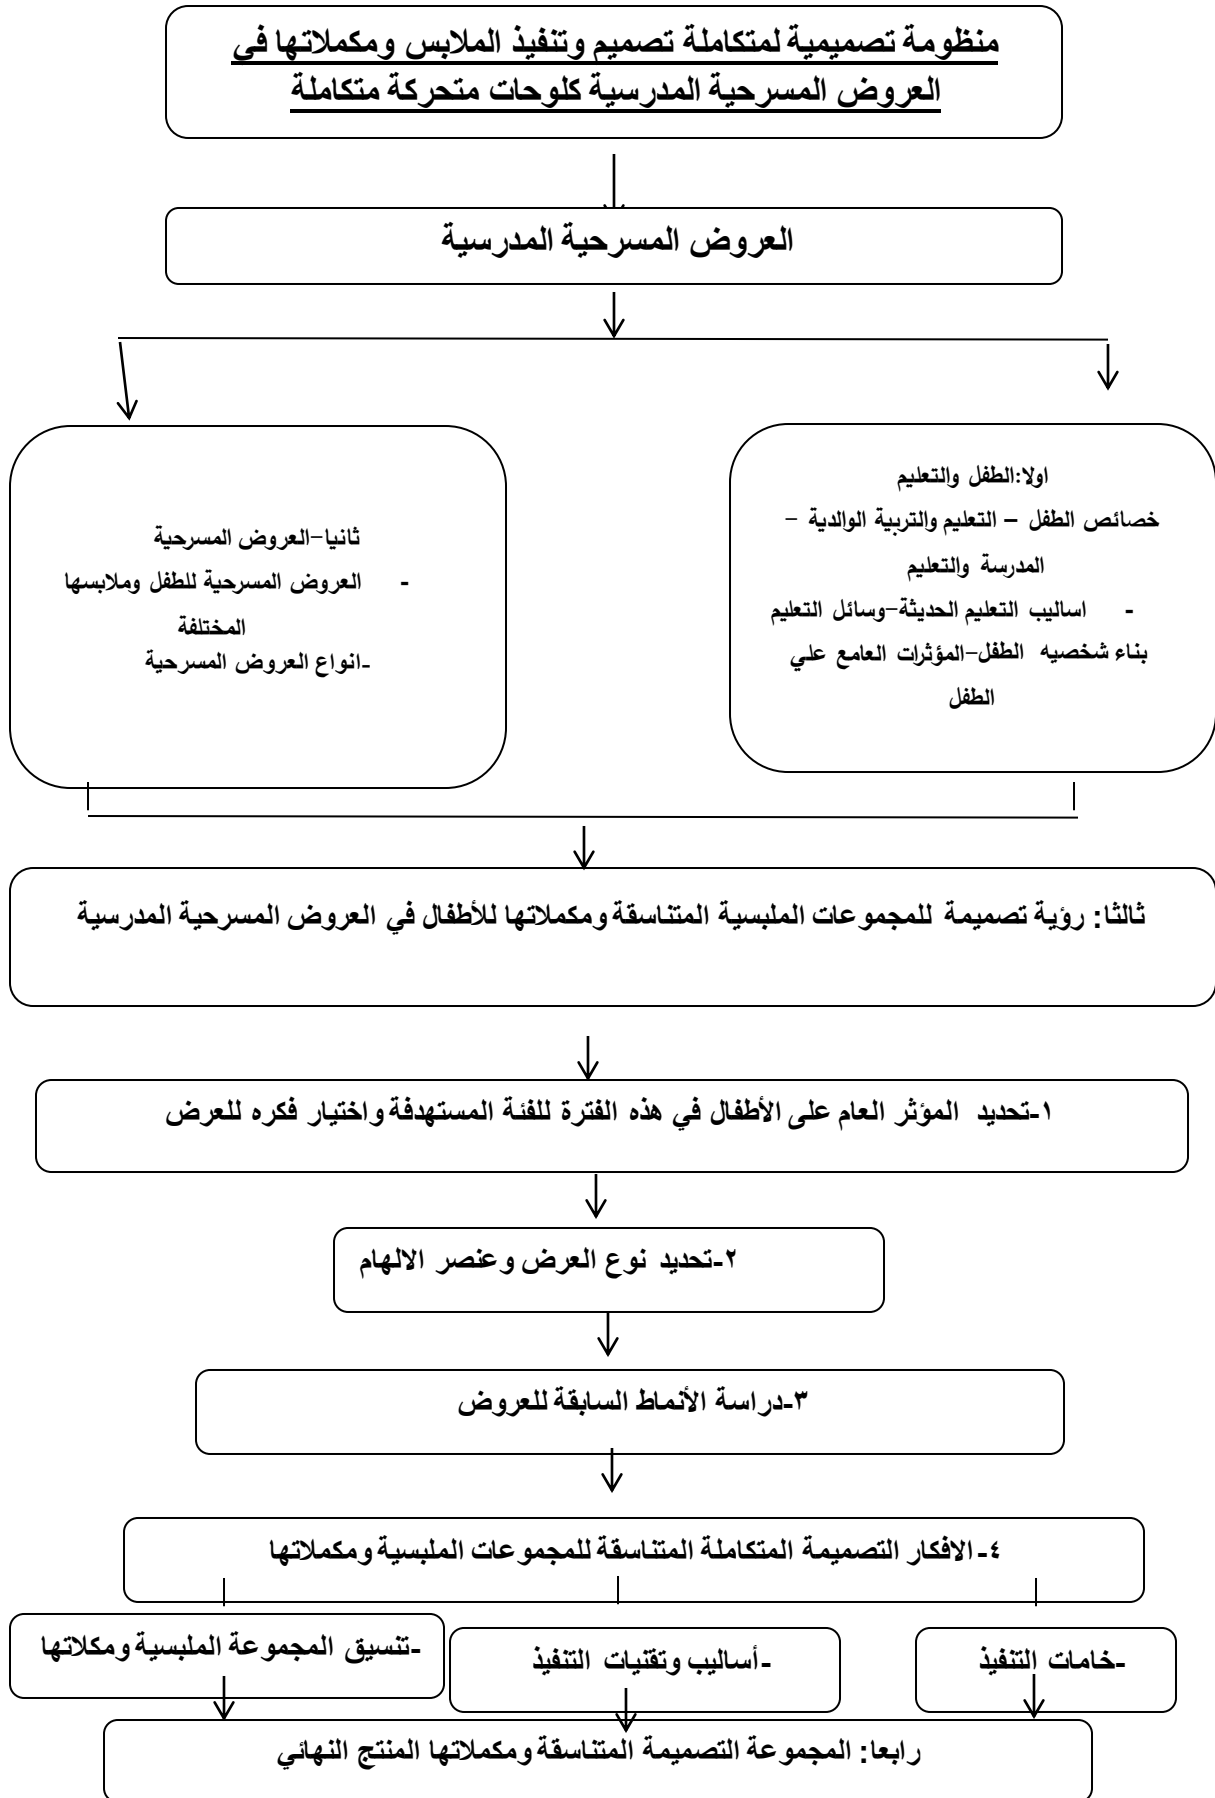 منظومة تصميمية لمتكاملة تصميم وتنفيذ الملابس ومكملاتها في
العروض المسرحية المدرسية كلوحات متحركة متكاملة
العروض المسرحية المدرسية
اولا:الطفل والتعليم
خصائص الطفل – التعليم والتربية الوالدية –
المدرسة والتعليم
- اساليب التعليم الحديثة-وسائل التعليم
بناء شخصيه الطفل-المؤثرات العامع علي
الطفل
ثانيا-العروض المسرحية
- العروض المسرحية للطفل وملابسها
المختلفة
-انواع العروض المسرحية
ثالثا: رؤية تصميمة للمجموعات الملبسية المتناسقة ومكملاتها للأطفال في العروض المسرحية المدرسية
١-تحديد المؤثر العام على الأطفال في هذه الفترة للفئة المستهدفة واختيار فكره للعرض
٢-تحديد نوع العرض وعنصر الالهام
٣-دراسة الأنماط السابقة للعروض
٤- الافكار التصميمة المتكاملة المتناسقة للمجموعات الملبسية ومكملاتها
-خامات التنفيذ
-أساليب وتقنيات التنفيذ
-تنسيق المجموعة الملبسية ومكلاتها
رابعا: المجموعة التصميمة المتناسقة ومكملاتها المنتج النهائي